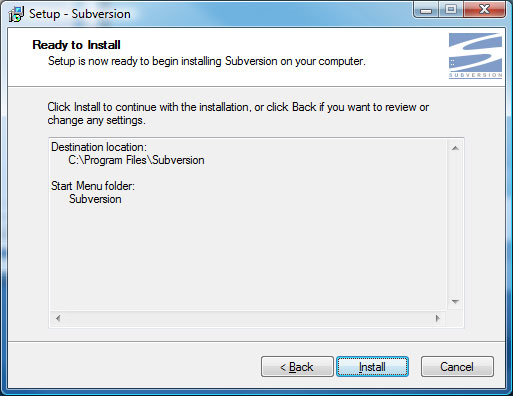 Setup - Subversion
Ready to Install
Setup is now ready to begin installing Subversion on your computer.
SUBVERSION
Click Install to continue with the installation, or click Back if you want to review or
change any settings.
Destination location:
C:\Program Files\Subversion
Start Menu folder:
Subversion
< Back
Install
Cancel